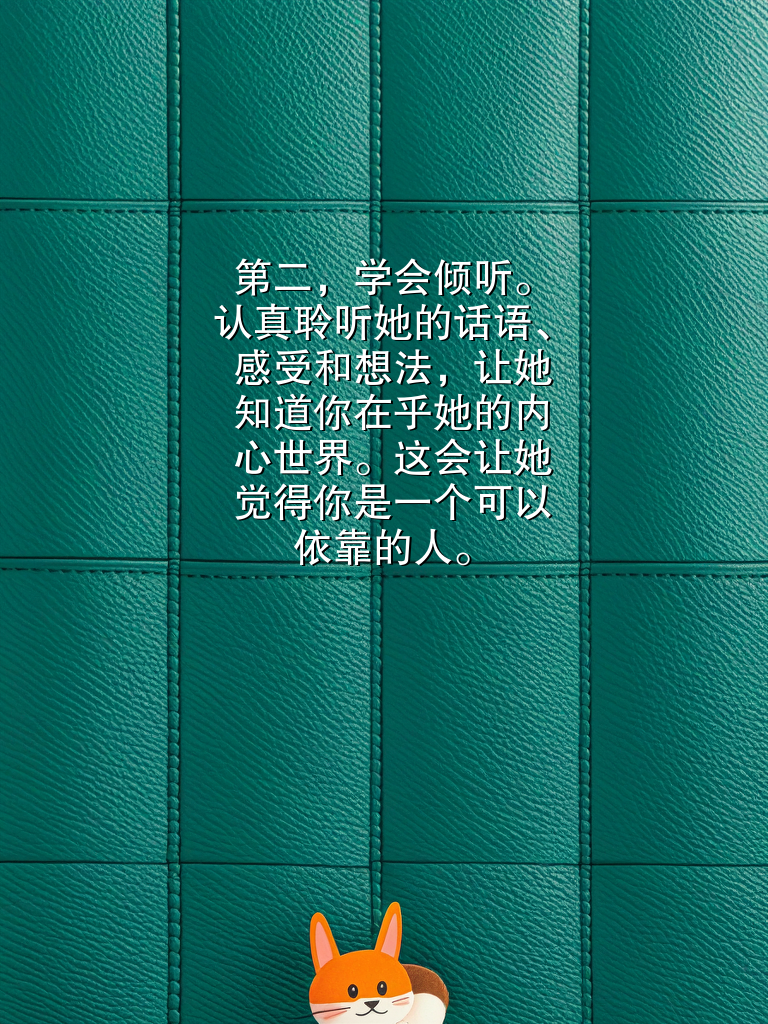 第二，学会倾听。
认真聆听她的话语、
感受和想法，让她
知道你在乎她的内
心世界。这会让她
觉得你是一个可以
依靠的人。